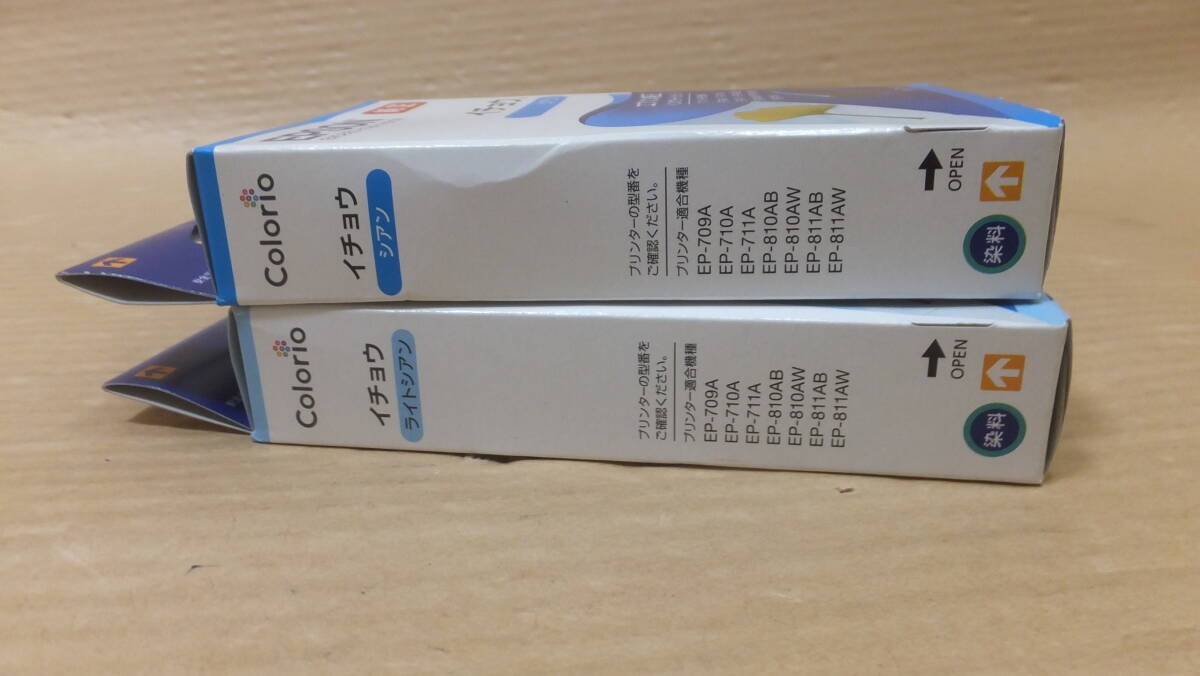 EPSON
イチョウ
Colorio
イチョウ
シアン
プリンターの型番を
ご確認ください。
プリンター適合機種
EP-709A
EP-710A
EP-711A
EP-810AB
EP-810AW
EP-811AB
EP-811AW
OPEN
染料
Colorio
イチョウ
ライトシアン
プリンターの型番を
ご確認ください。
プリンター適合機種
EP-709A
EP-710A
EP-711A
EP-810AB
EP-810AW
EP-811AB
EP-811AW
OPEN
染料